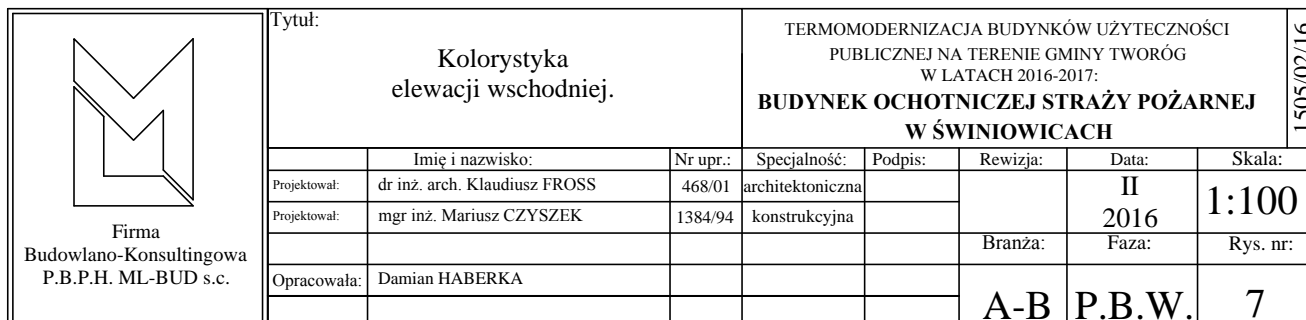 Firma
Budowlano-Konsultingowa
P.B.P.H. ML-BUD s.c.
Tytuł:
Kolorystyka
elewacji wschodniej.
TERMOMODERNIZACJA BUDYNKÓW UŻYTECZNOŚCI
PUBLICZNEJ NA TERENIE GMINY TWORÓG
W LATACH 2016-2017:
BUDYNEK OCHOTNICZEJ STRAŻY POŻARNEJ
W ŚWINIOWICACH
1505/02/16
Imię i nazwisko: Nr upr.: Specjalność: Podpis: Rewizja: Data: Skala:
Projektował: dr inż. arch. Klaudiusz FROSS 468/01 architektoniczna II 1:100
Projektował: mgr inż. Mariusz CZYSZEK 1384/94 konstrukcyjna 2016
Branża: Faza: Rys. nr:
Opracowała: Damian HABERKA
A-B P.B.W. 7